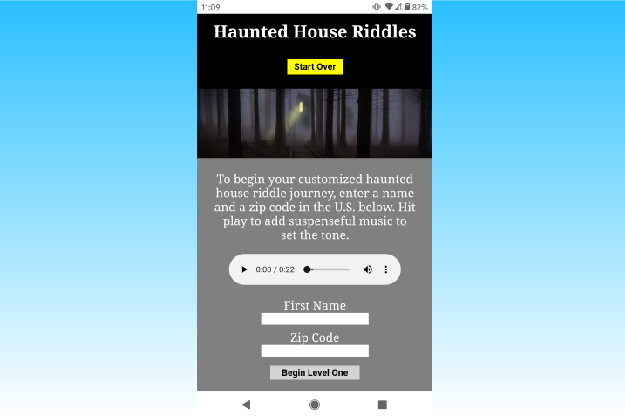 11:09
82%
Haunted House Riddles
Start Over
To begin your customized haunted
house riddle journey, enter a name
and a zip code in the U.S. below. Hit
play to add suspenseful music to
set the tone.
0:00 / 0:22
First Name
Zip Code
Begin Level One